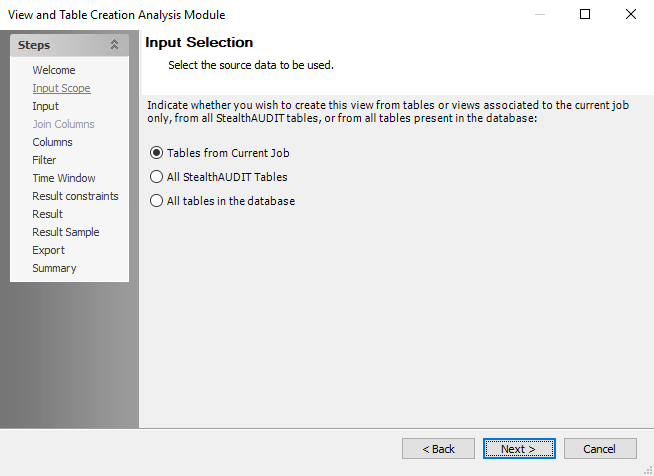 View and Table Creation Analysis Module
Steps
Welcome
Input Scope
Input
Join Columns
Columns
Filter
Time Window
Result constraints
Result
Result Sample
Export
Summary
Input Selection
Select the source data to be used.
Indicate whether you wish to create this view from tables or views associated to the current job
only, from all StealthAUDIT tables, or from all tables present in the database:
Tables from Current Job
All StealthAUDIT Tables
All tables in the database
< Back
Next >
Cancel